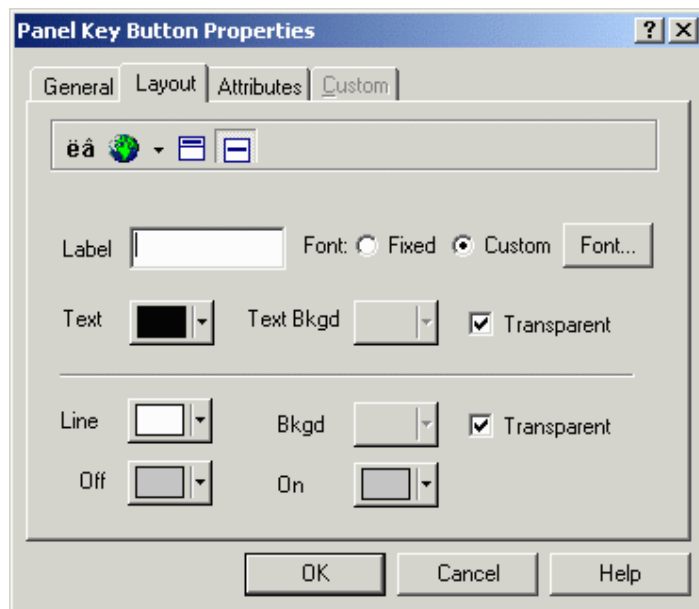 Panel Key Button Properties ? X
General Layout Attributes Custom
ëâ
Label Font: Fixed Custom Font...
Text Text Bkgd Transparent
Line Bkgd Transparent
Off On
OK Cancel Help